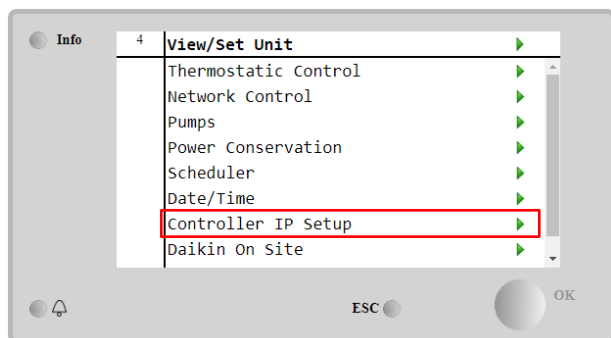 Info
4 View/Set Unit
Thermostatic Control
Network Control
Pumps
Power Conservation
Scheduler
Date/Time
Controller IP Setup
Daikin On Site
ESC
OK